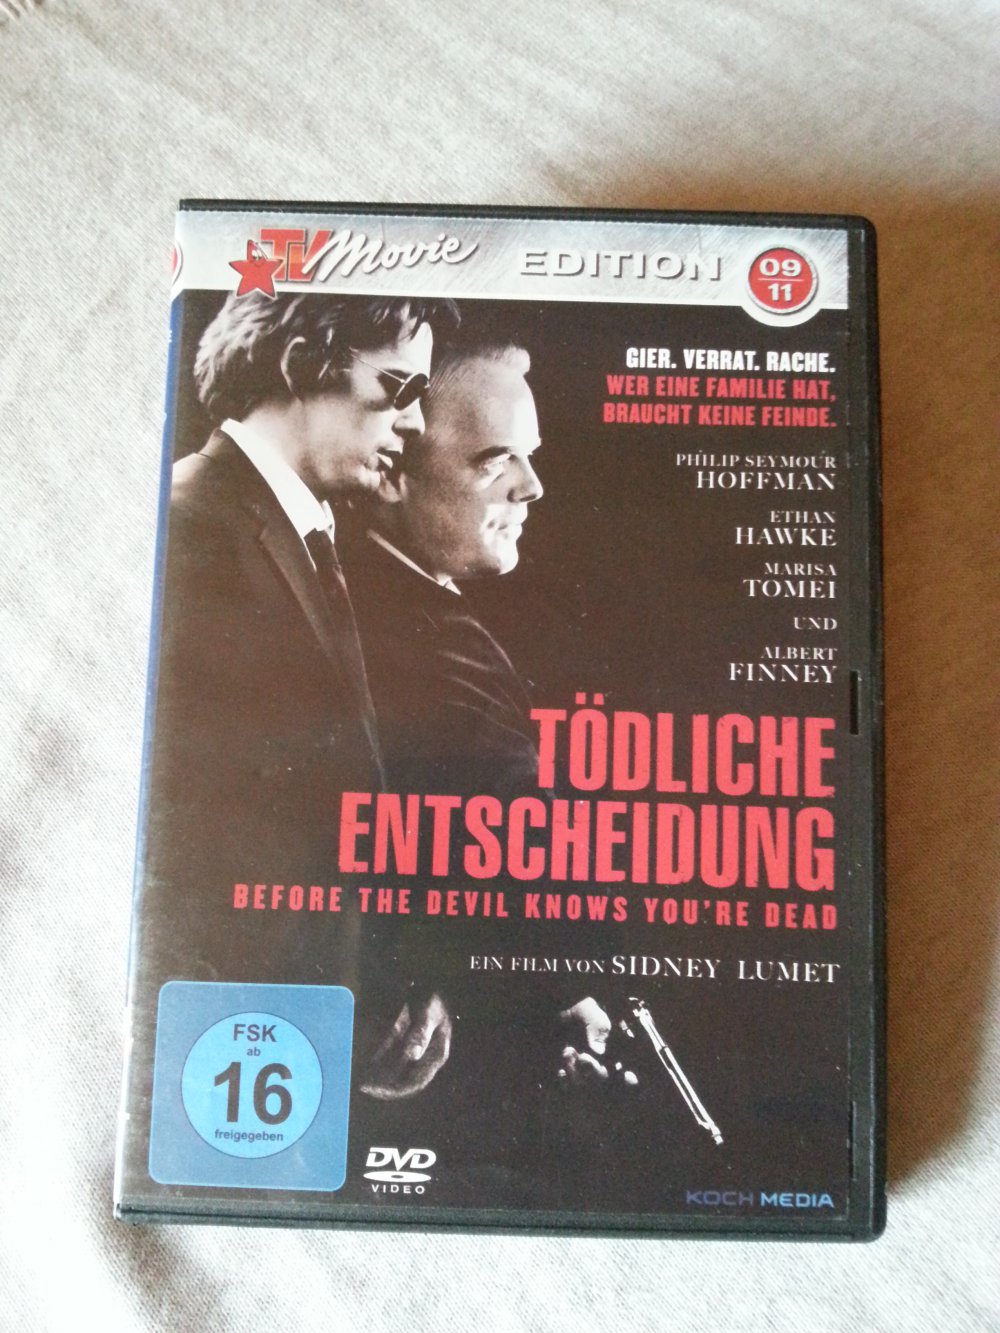 TV Movie EDITION 09
11
GIER. VERRAT. RACHE.
WER EINE FAMILIE HAT,
BRAUCHT KEINE FEINDE.
PHILIP SEYMOUR
HOFFMAN
ETHAN
HAWKE
MARISA
TOMEI
UND
ALBERT
FINNEY
TÖDLICHE
ENTSCHEIDUNG
BEFORE THE DEVIL KNOWS YOU'RE DEAD
EIN FILM VON SIDNEY LUMET
FSK
ab
16
freigegeben
DVD
VIDEO
KOCH MEDIA